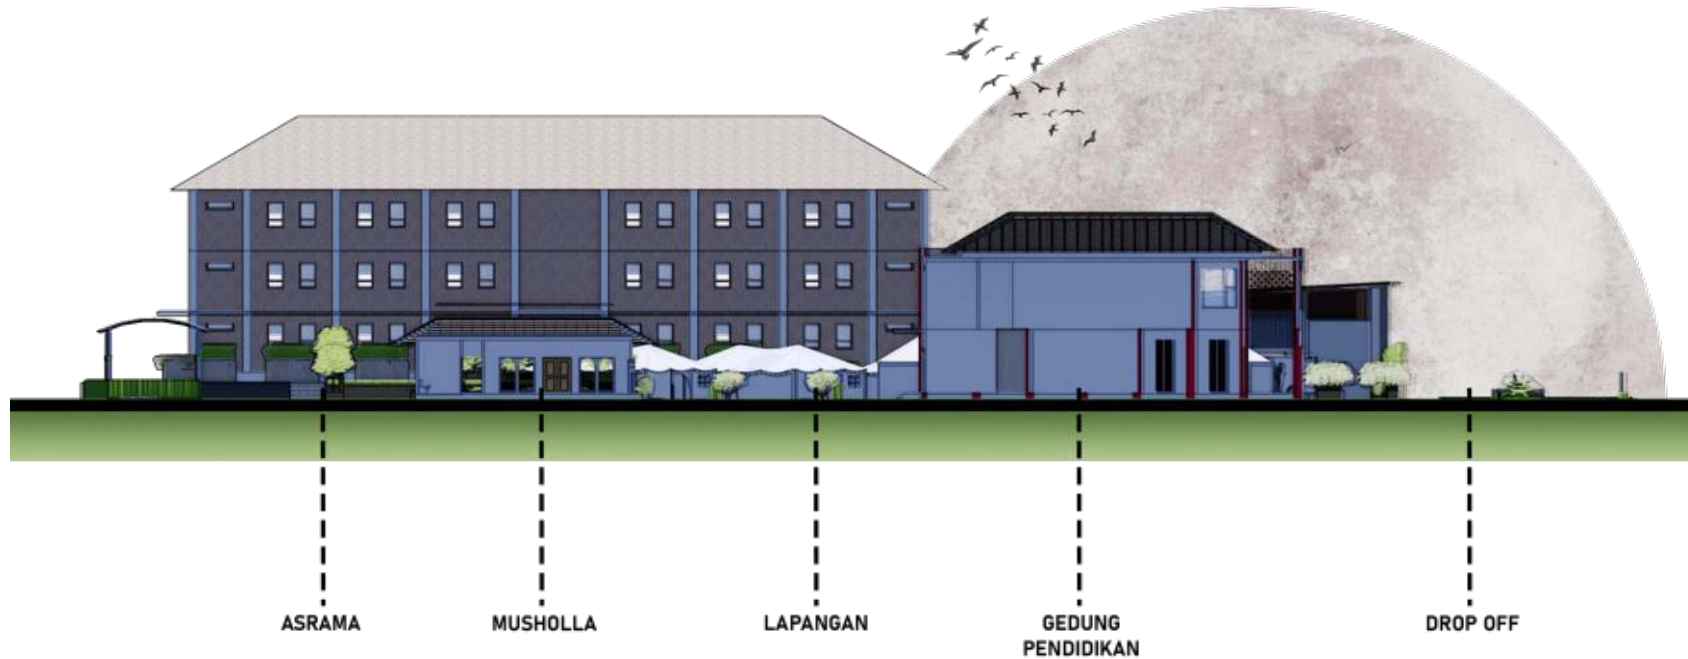 ASRAMA
MUSHOLLA
LAPANGAN
GEDUNG
PENDIDIKAN
DROP OFF